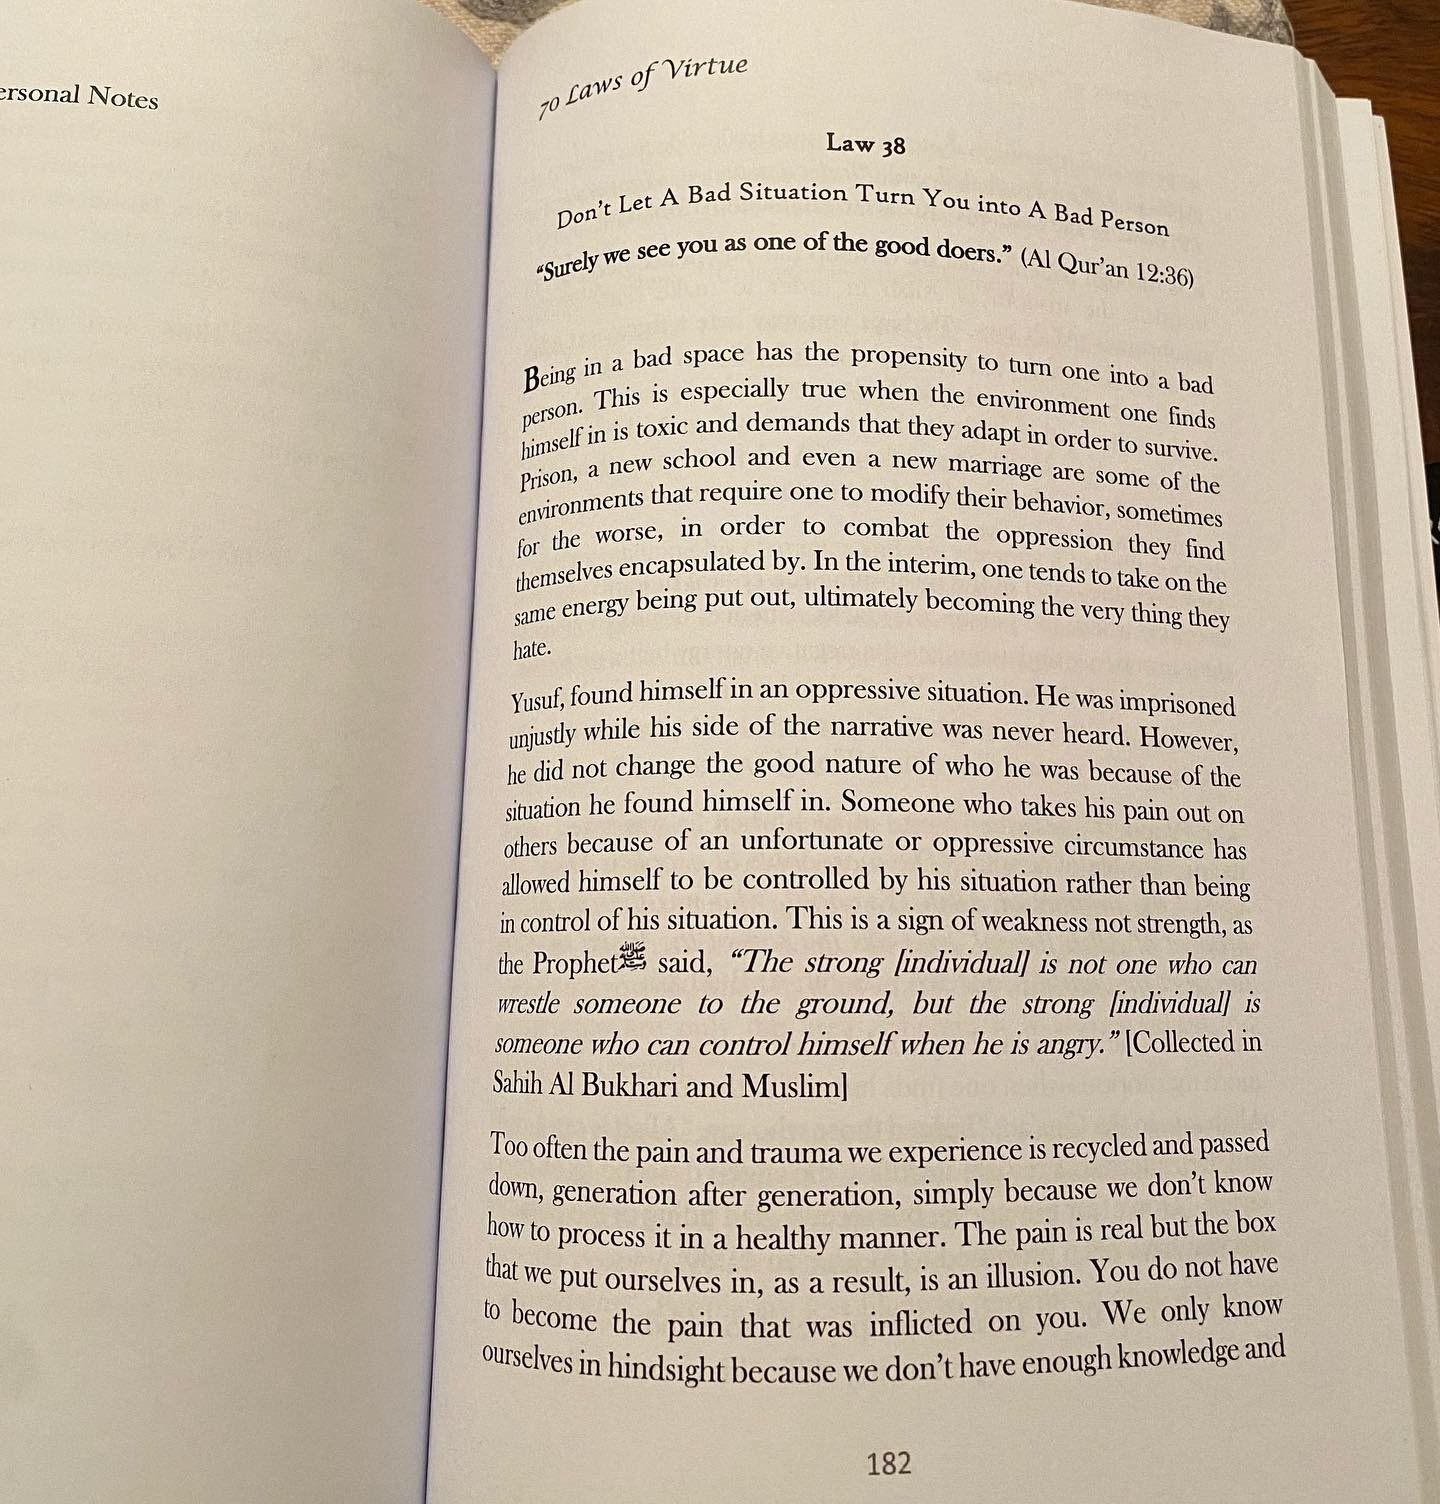 ersonal Notes
70 Laws of Virtue
Law 38
Don't Let A Bad Situation Turn You into A Bad Person
“Surely we see you as one of the good doers.” (Al Qur'an 12:36)
Being in a bad space has the propensity to turn one into a bad
person. This is especially true when the environment one finds
himself in is toxic and demands that they adapt in order to survive.
Prison, a new school and even a new marriage are some of the
environments that require one to modify their behavior, sometimes
for the worse, in order to combat the oppression they find
themselves encapsulated by. In the interim, one tends to take on the
same energy being put out, ultimately becoming the very thing they
hate.
Yusuf, found himself in an oppressive situation. He was imprisoned
unjustly while his side of the narrative was never heard. However,
he did not change the good nature of who he was because of the
situation he found himself in. Someone who takes his pain out on
others because of an unfortunate or oppressive circumstance has
allowed himself to be controlled by his situation rather than being
in control of his situation. This is a sign of weakness not strength, as
the Prophetﷺ said, “The strong [individual] is not one who can
wrestle someone to the ground, but the strong [individual] is
someone who can control himself when he is angry.” [Collected in
Sahih Al Bukhari and Muslim]
Too often the pain and trauma we experience is recycled and passed
down, generation after generation, simply because we don't know
how to process it in a healthy manner. The pain is real but the box
that we put ourselves in, as a result, is an illusion. You do not have
to become the pain that was inflicted on you. We only know
ourselves in hindsight because we don't have enough knowledge and
182